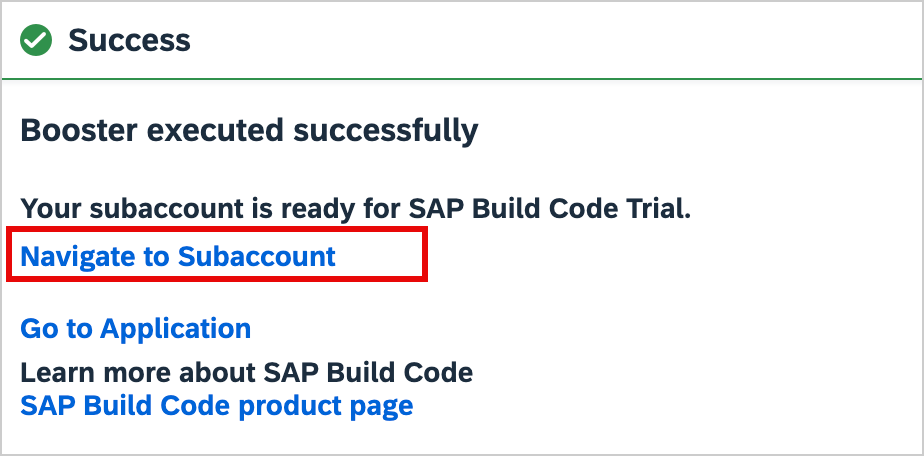 Success
Booster executed successfully
Your subaccount is ready for SAP Build Code Trial.
Navigate to Subaccount
Go to Application
Learn more about SAP Build Code
SAP Build Code product page